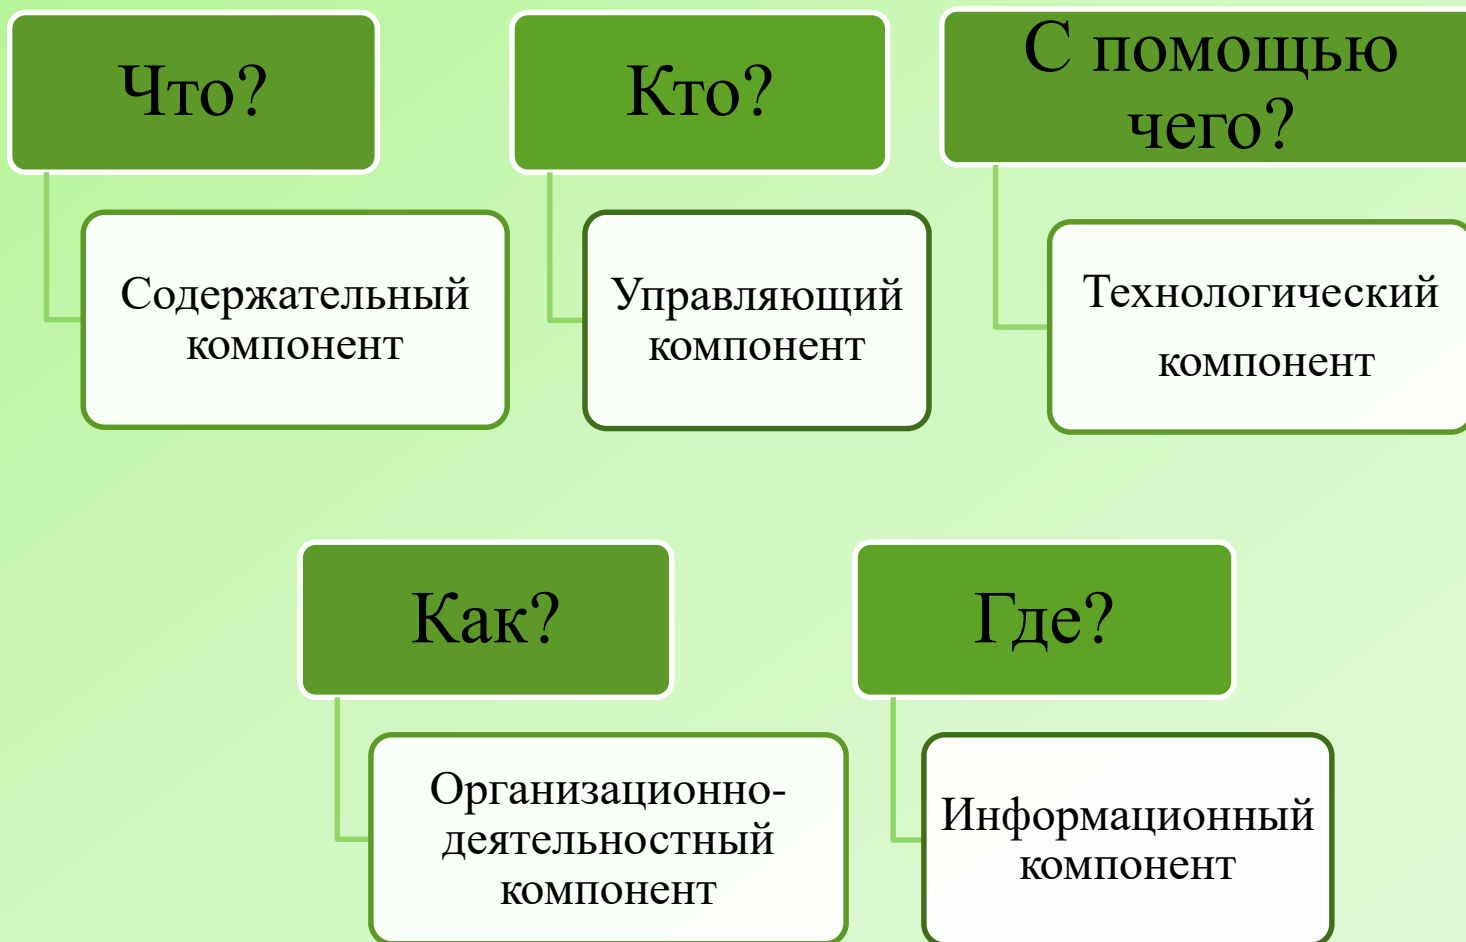 Что?
Содержательный
компонент
Кто?
Управляющий
компонент
С помощью
чего?
Технологический
компонент
Как?
Организационно-
деятельностный
компонент
Где?
Информационный
компонент